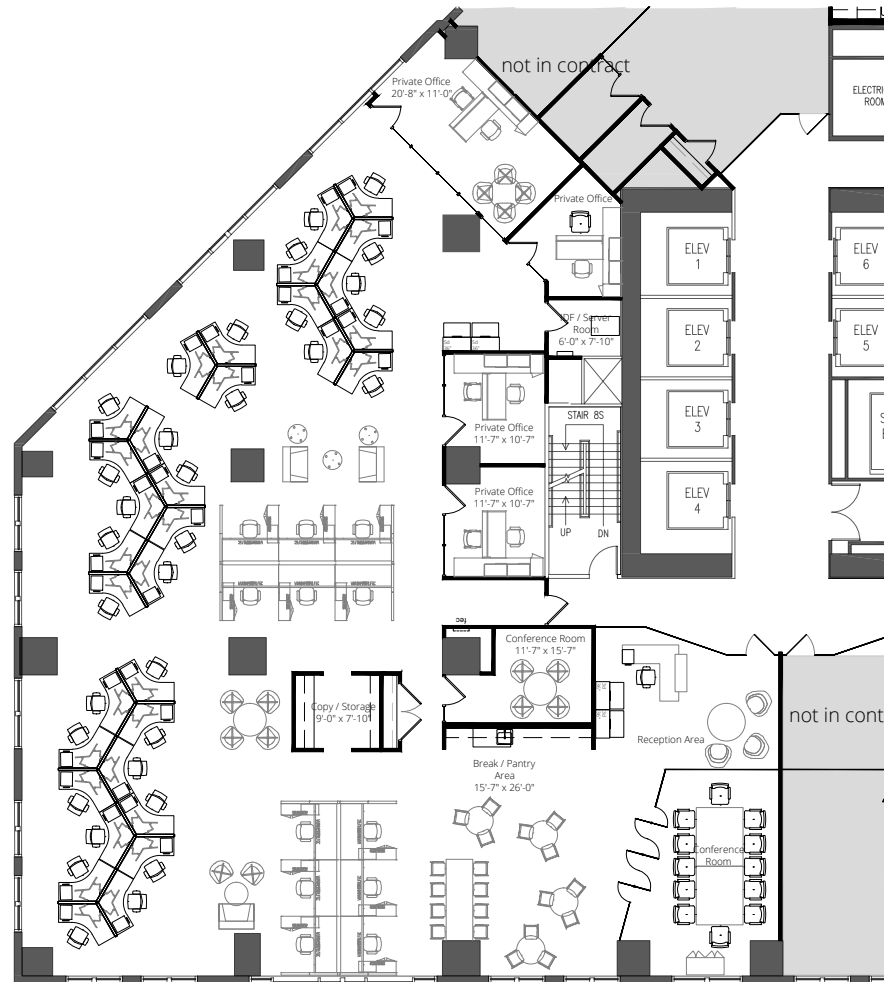 not in contract
Private Office
20'-8" x 11'-0"
ELECTRI
ROOM
Private Office
ELEV
1
ELEV
6
IDF / Server
Room
6'-0" x 7'-10"
ELEV
2
ELEV
5
STAIR 8S
ELEV
3
Private Office
11'-7" x 10'-7"
Private Office
11'-7" x 10'-7"
ELEV
4
UP
DN
fec
Conference Room
11'-7" x 15'-7"
Copy / Storage
9'-0" x 7'-10"
not in cont
Reception Area
Break / Pantry
Area
15'-7" x 26'-0"
Conference
Room